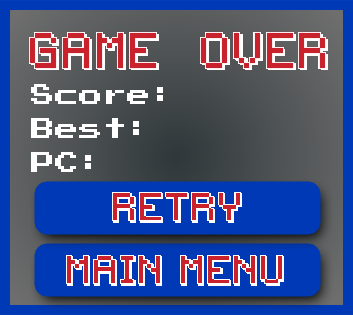 GAME OVER
Score:
Best:
PC:
RETRY
MAIN MENU